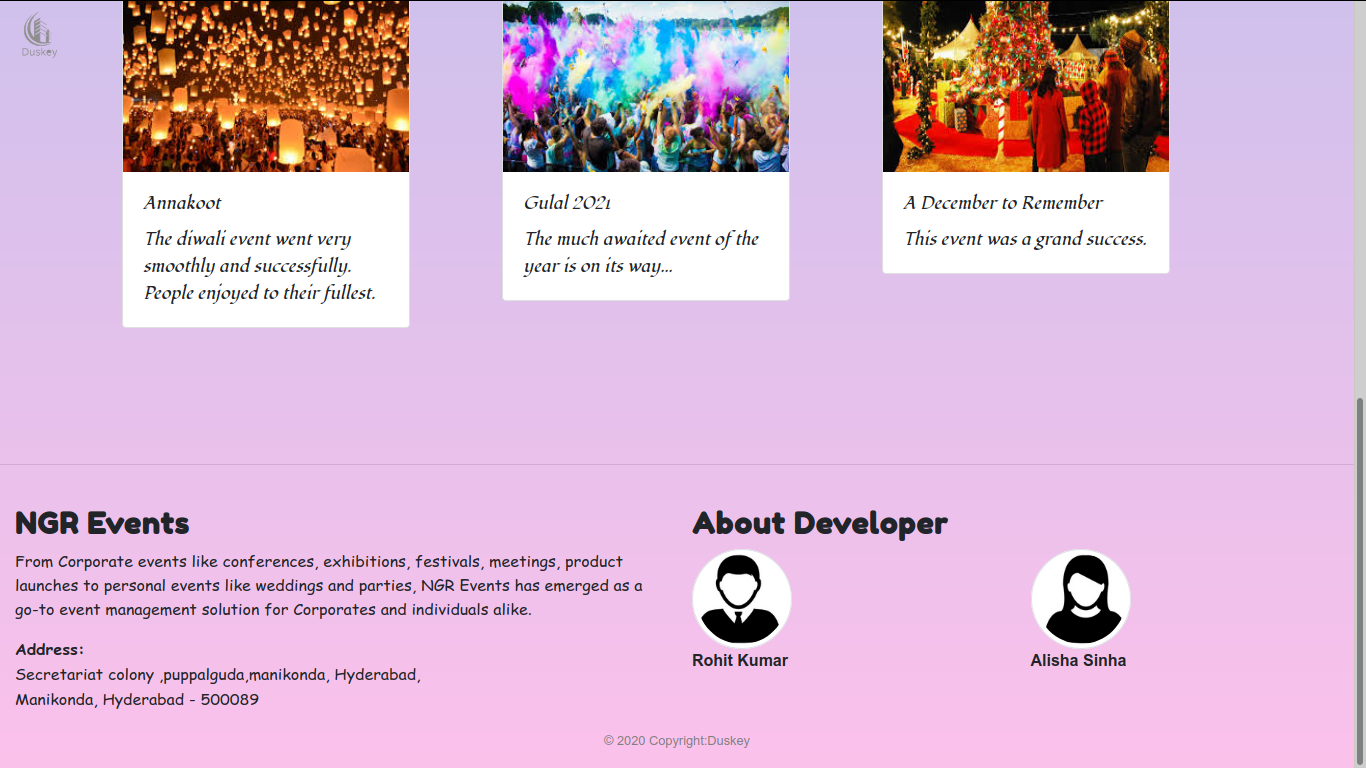 Duskey
Annakoot
The diwali event went very
smoothly and successfully.
People enjoyed to their fullest.
Gulal 2021
The much awaited event of the
year is on its way...
A December to Remember
This event was a grand success.
NGR Events
From Corporate events like conferences, exhibitions, festivals, meetings, product
launches to personal events like weddings and parties, NGR Events has emerged as a
go-to event management solution for Corporates and individuals alike.
Address:
Secretariat colony ,puppalguda,manikonda, Hyderabad,
Manikonda, Hyderabad - 500089
About Developer
Rohit Kumar
Alisha Sinha
© 2020 Copyright:Duskey